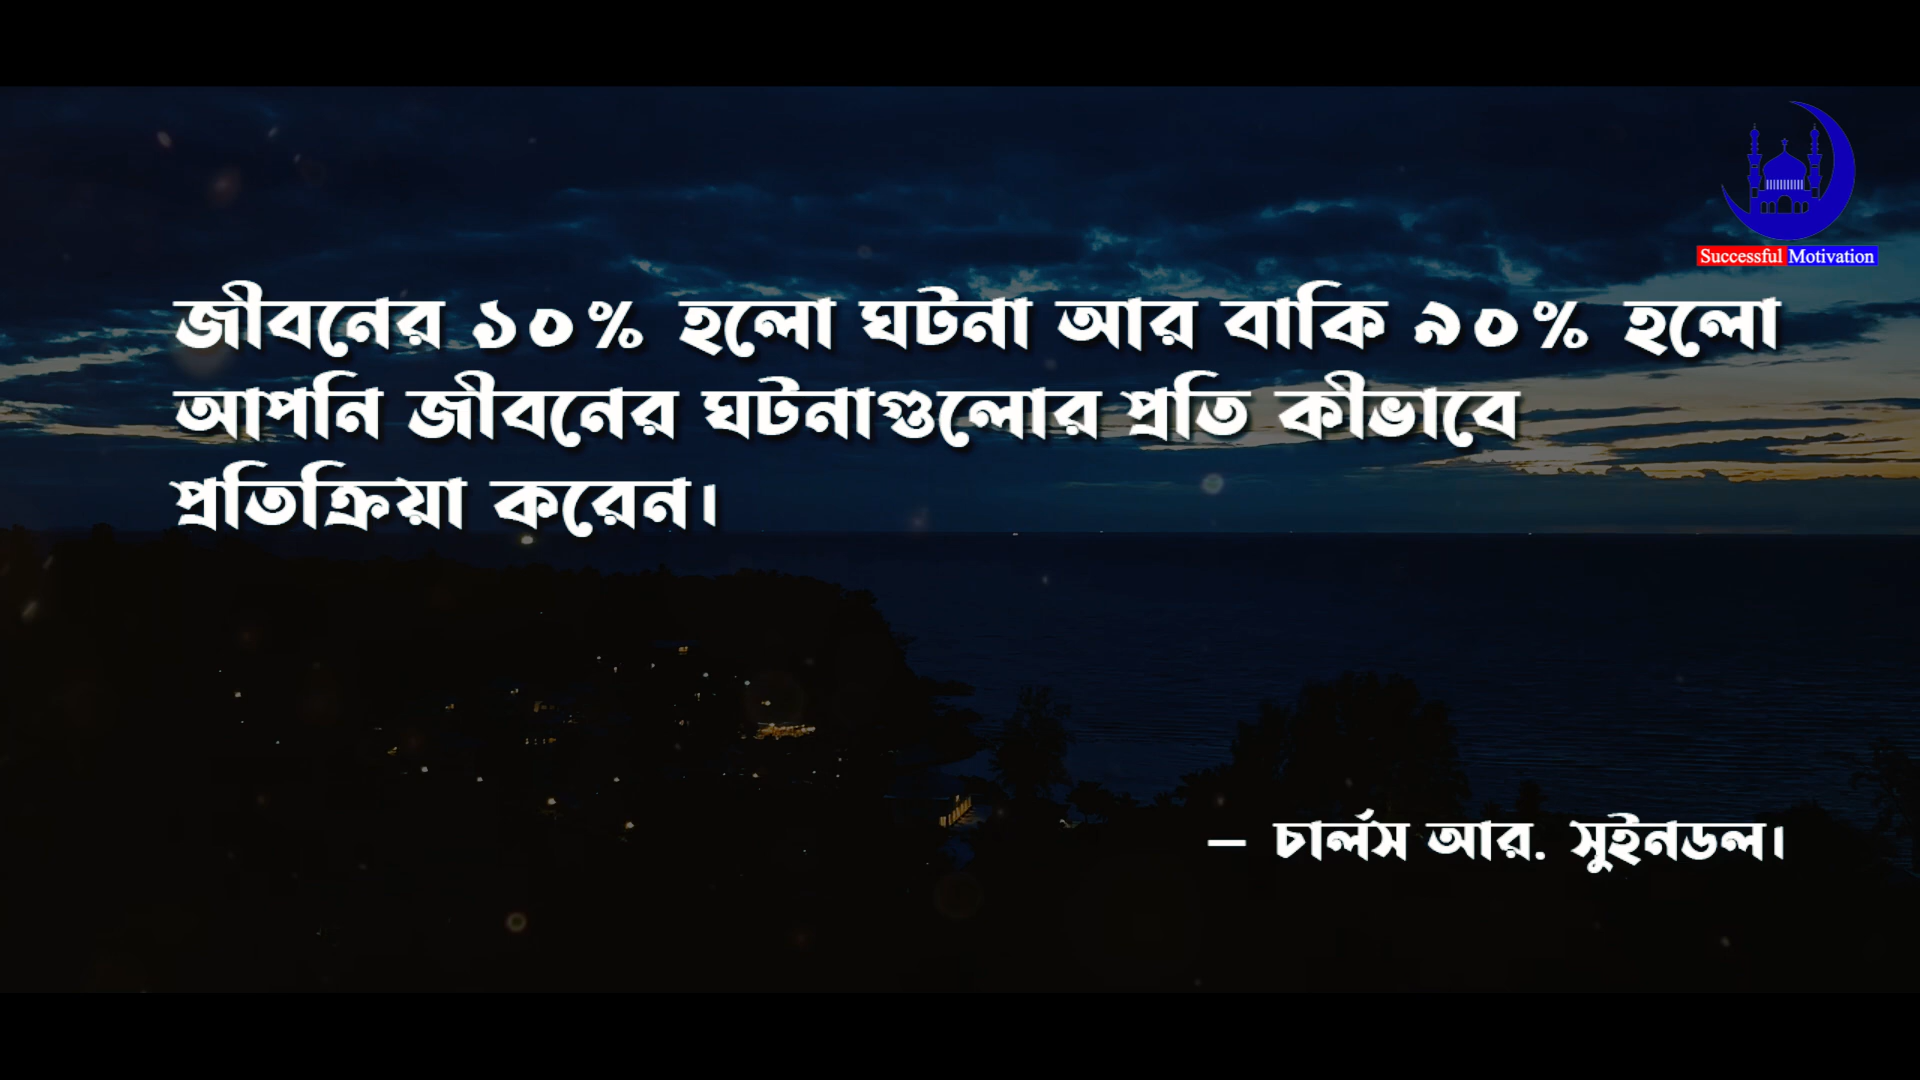 Successful Motivation
জীবনের ১০% হলো ঘটনা আর বাকি ৯০% হলো
আপনি জীবনের ঘটনাগুলোর প্রতি কীভাবে
প্রতিক্রিয়া করেন।
– চার্লস আর. সুইনডল।